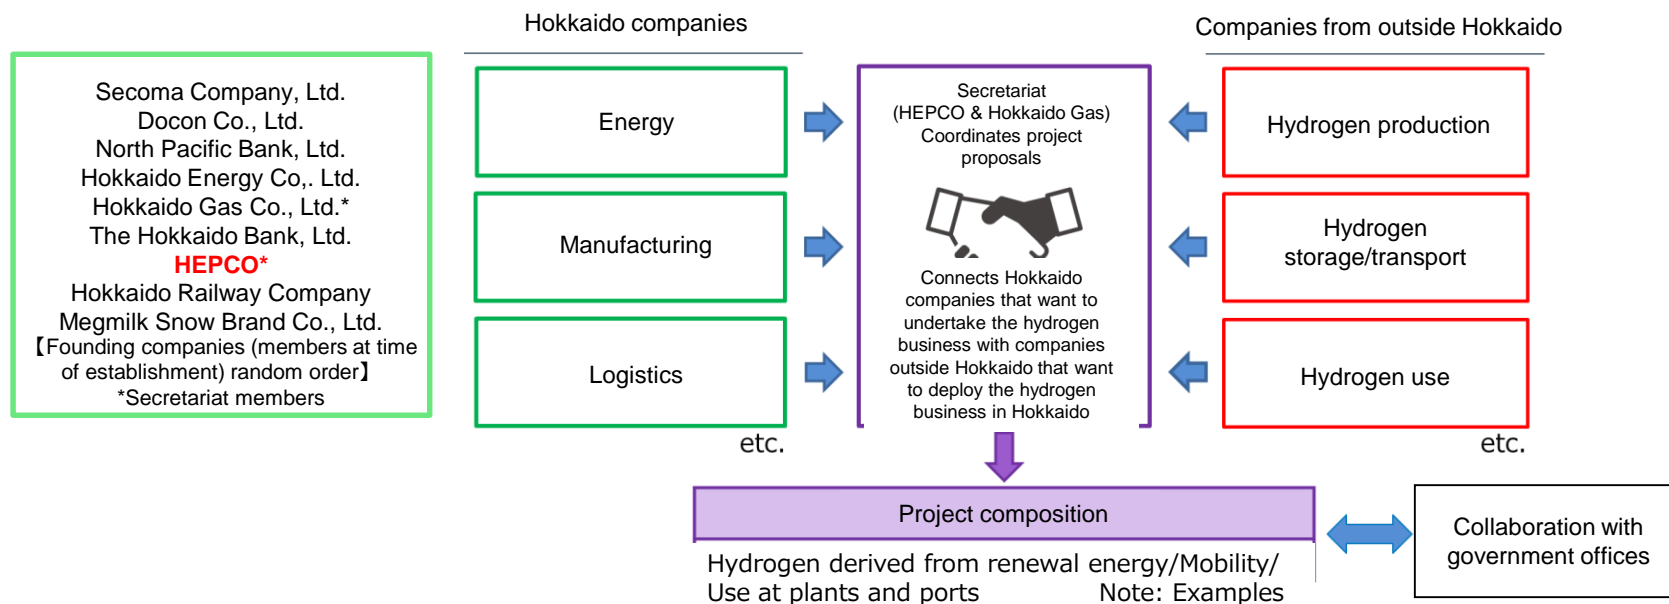 Hokkaido companies
Companies from outside Hokkaido
Secoma Company, Ltd.
Docon Co., Ltd.
North Pacific Bank, Ltd.
Hokkaido Energy Co,. Ltd.
Hokkaido Gas Co., Ltd.*
The Hokkaido Bank, Ltd.
HEPCO*
Hokkaido Railway Company
Megmilk Snow Brand Co., Ltd.
【Founding companies (members at time
of establishment) random order】
*Secretariat members
Energy
Manufacturing
Logistics
etc.
Secretariat
(HEPCO & Hokkaido Gas)
Coordinates project
proposals
Connects Hokkaido
companies that want to
undertake the hydrogen
business with companies
outside Hokkaido that want
to deploy the hydrogen
business in Hokkaido
Hydrogen production
Hydrogen
storage/transport
Hydrogen use
etc.
Project composition
Hydrogen derived from renewal energy/Mobility/
Use at plants and ports Note: Examples
Collaboration with
government offices